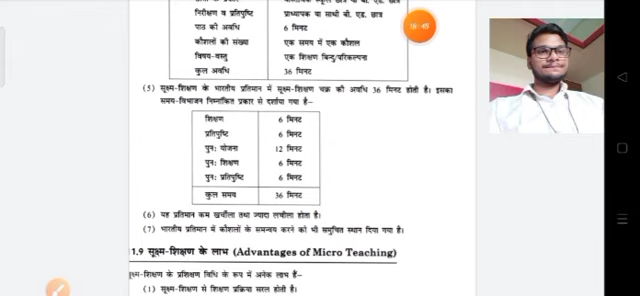 निरीक्षण व प्रतिपुष्टि प्राध्यापक या साथी बी. एड. छात्र
पाठ की अवधि 6 मिनट
कौशलों की संख्या एक समय में एक कौशल
विषय-वस्तु एक शिक्षण बिन्दु/परिकल्पना
कुल अवधि 36 मिनट
16:45
(5) सूक्ष्म-शिक्षण के भारतीय प्रतिमान में सूक्ष्म-शिक्षण चक्र की अवधि 36 मिनट होती है। इसका
समय-विभाजन निम्नांकित प्रकार से दर्शाया गया है–
शिक्षण 6 मिनट
प्रतिपुष्टि 6 मिनट
पुन: योजना 12 मिनट
पुन: शिक्षण 6 मिनट
पुन: प्रतिपुष्टि 6 मिनट
कुल समय 36 मिनट
(6) यह प्रतिमान कम खर्चीला तथा ज्यादा लचीला होता है।
(7) भारतीय प्रतिमान में कौशलों के समन्वय करने को भी समुचित स्थान दिया गया है।
1.9 सूक्ष्म-शिक्षण के लाभ (Advantages of Micro Teaching)
सूक्ष्म-शिक्षण के प्रशिक्षण विधि के रूप में अनेक लाभ हैं–
(1) सूक्ष्म-शिक्षण से शिक्षण प्रक्रिया सरल होती है।